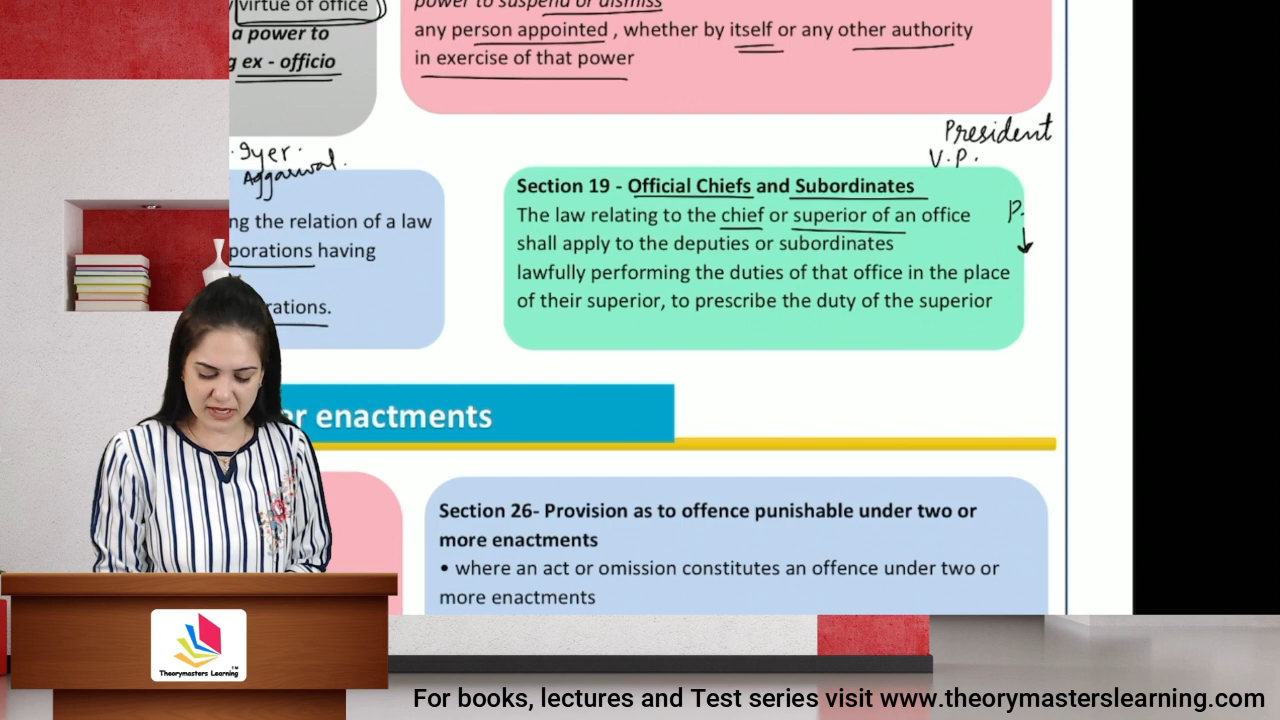 virtue of office
a power to
g ex - officio
power to suspend or dismiss
any person appointed , whether by itself or any other authority
in exercise of that power
President
V.P.
Iyer.
Aggarwal.
ng the relation of a law
porations having
rations.
Section 19 - Official Chiefs and Subordinates
The law relating to the chief or superior of an office
shall apply to the deputies or subordinates
lawfully performing the duties of that office in the place
of their superior, to prescribe the duty of the superior
P.
or enactments
Section 26- Provision as to offence punishable under two or
more enactments
• where an act or omission constitutes an offence under two or
more enactments
Theorymasters Learning™
For books, lectures and Test series visit www.theorymasterslearning.com